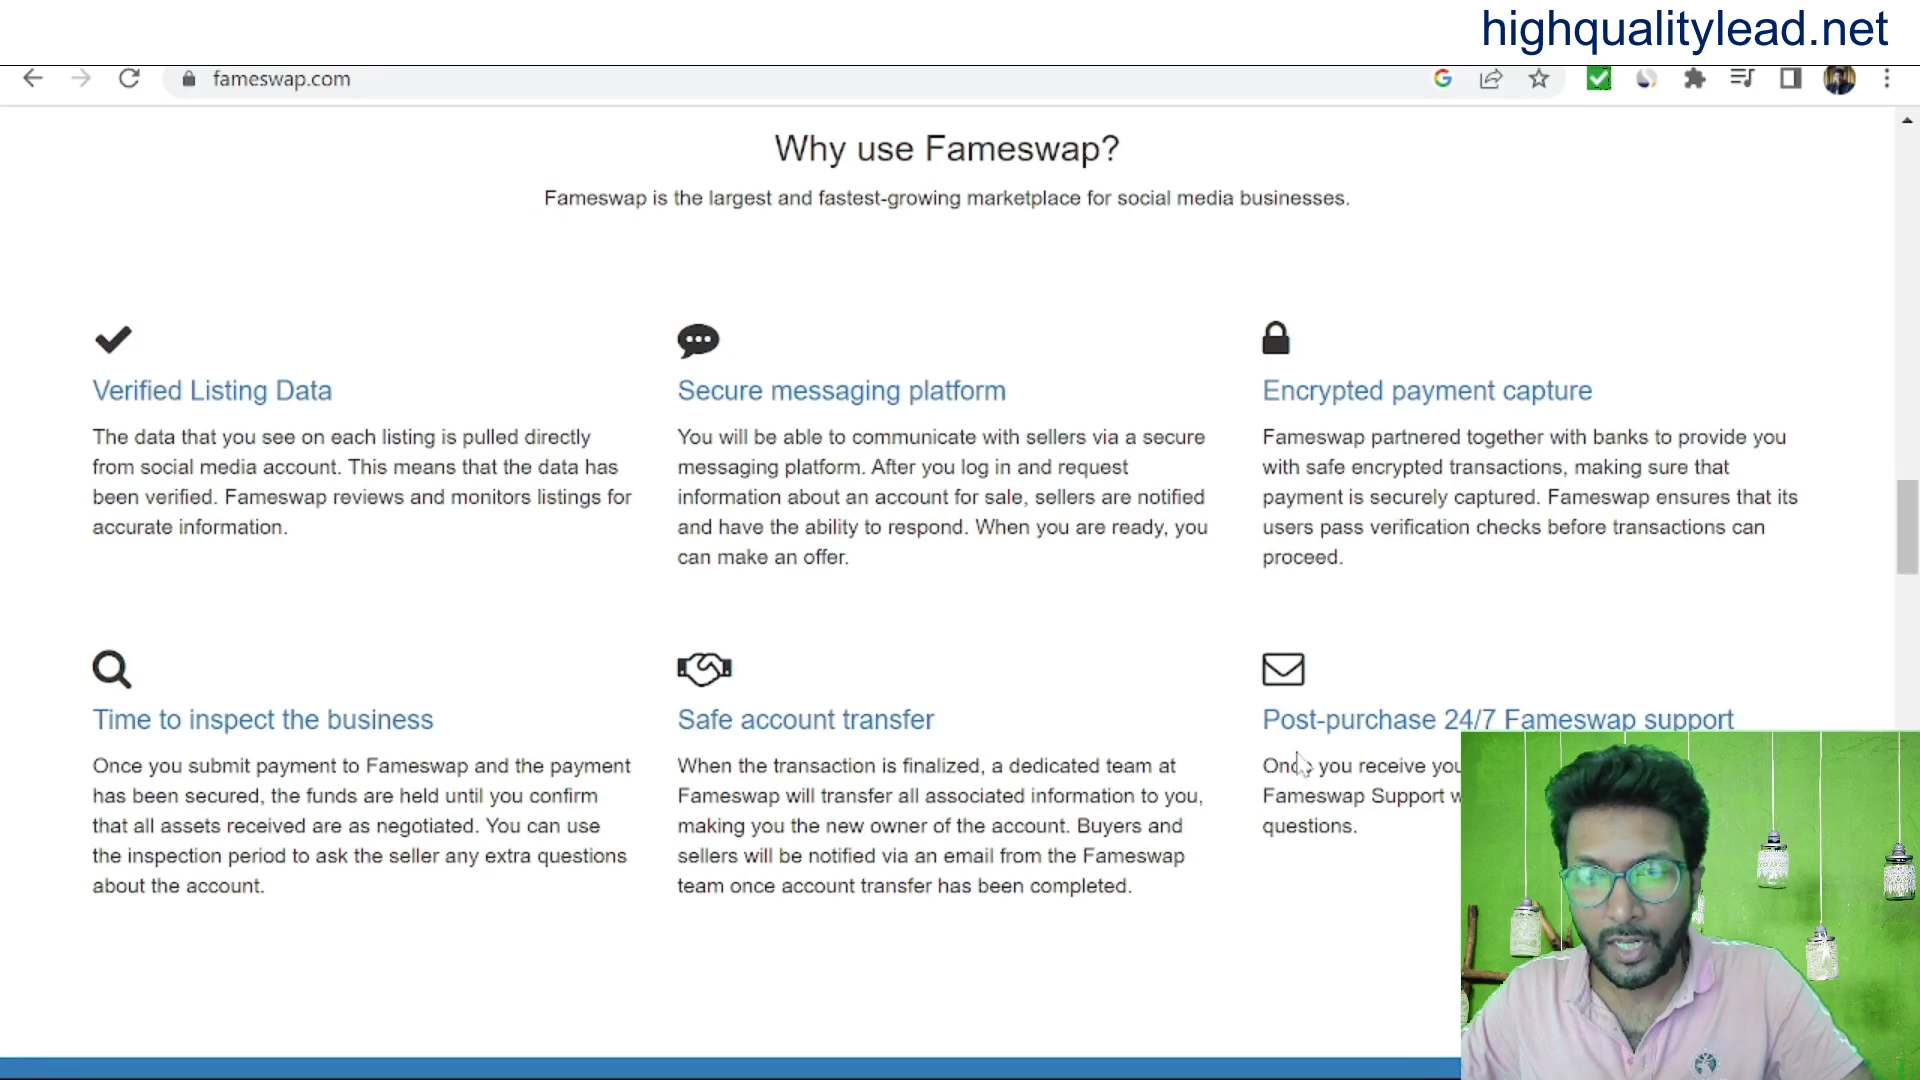 highqualitylead.net
fameswap.com
Why use Fameswap?
Fameswap is the largest and fastest-growing marketplace for social media businesses.
Verified Listing Data
The data that you see on each listing is pulled directly
from social media account. This means that the data has
been verified. Fameswap reviews and monitors listings for
accurate information.
Secure messaging platform
You will be able to communicate with sellers via a secure
messaging platform. After you log in and request
information about an account for sale, sellers are notified
and have the ability to respond. When you are ready, you
can make an offer.
Encrypted payment capture
Fameswap partnered together with banks to provide you
with safe encrypted transactions, making sure that
payment is securely captured. Fameswap ensures that its
users pass verification checks before transactions can
proceed.
Time to inspect the business
Once you submit payment to Fameswap and the payment
has been secured, the funds are held until you confirm
that all assets received are as negotiated. You can use
the inspection period to ask the seller any extra questions
about the account.
Safe account transfer
When the transaction is finalized, a dedicated team at
Fameswap will transfer all associated information to you,
making you the new owner of the account. Buyers and
sellers will be notified via an email from the Fameswap
team once account transfer has been completed.
Post-purchase 24/7 Fameswap support
Once you receive
Fameswap Support
questions.